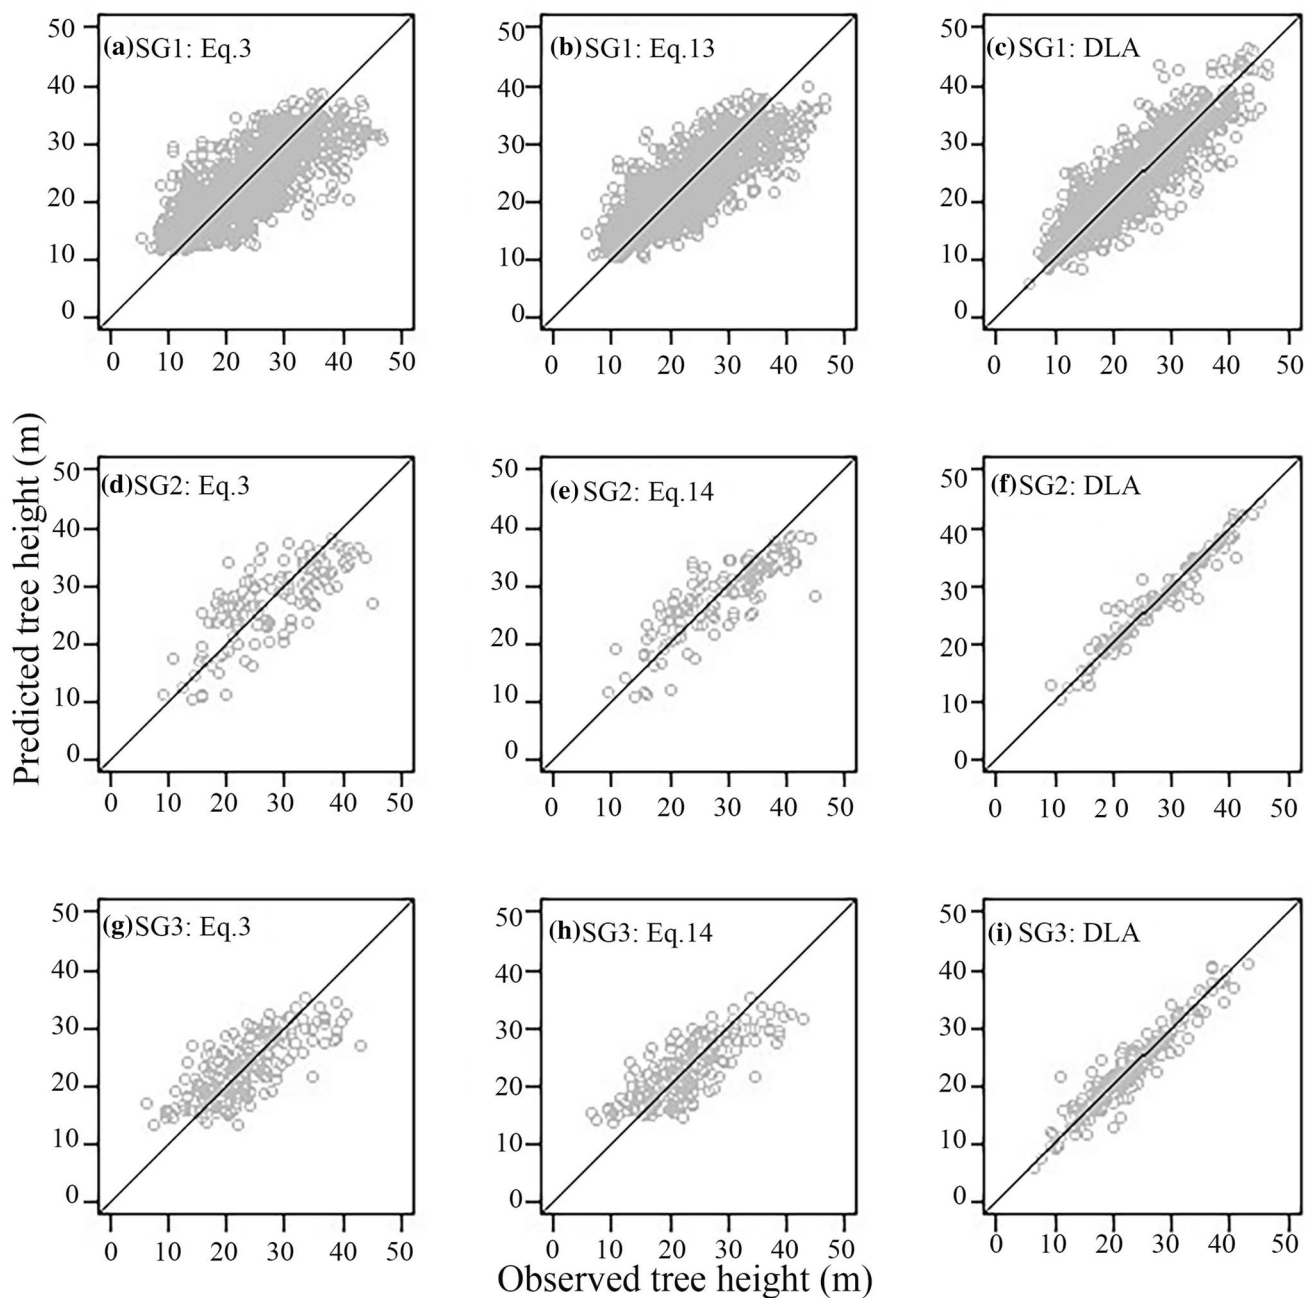 (a)SG1: Eq.3
50
40
30
20
10
0
0 10 20 30 40 50
(b)SG1: Eq.13
50
40
30
20
10
0
0 10 20 30 40 50
(c)SG1: DLA
50
40
30
20
10
0
0 10 20 30 40 50
Predicted tree height (m)
(d)SG2: Eq.3
50
40
30
20
10
0
0 10 20 30 40 50
(e) SG2: Eq.14
50
40
30
20
10
0
0 10 20 30 40 50
(f)SG2: DLA
50
40
30
20
10
0
0 10 2 0 30 40 50
(g)SG3: Eq.3
50
40
30
20
10
0
0 10 20 30 40 50
(h)SG3: Eq.14
50
40
30
20
10
0
0 10 20 30 40 50
(i) SG3: DLA
50
40
30
20
10
0
0 10 20 30 40 50
Observed tree height (m)